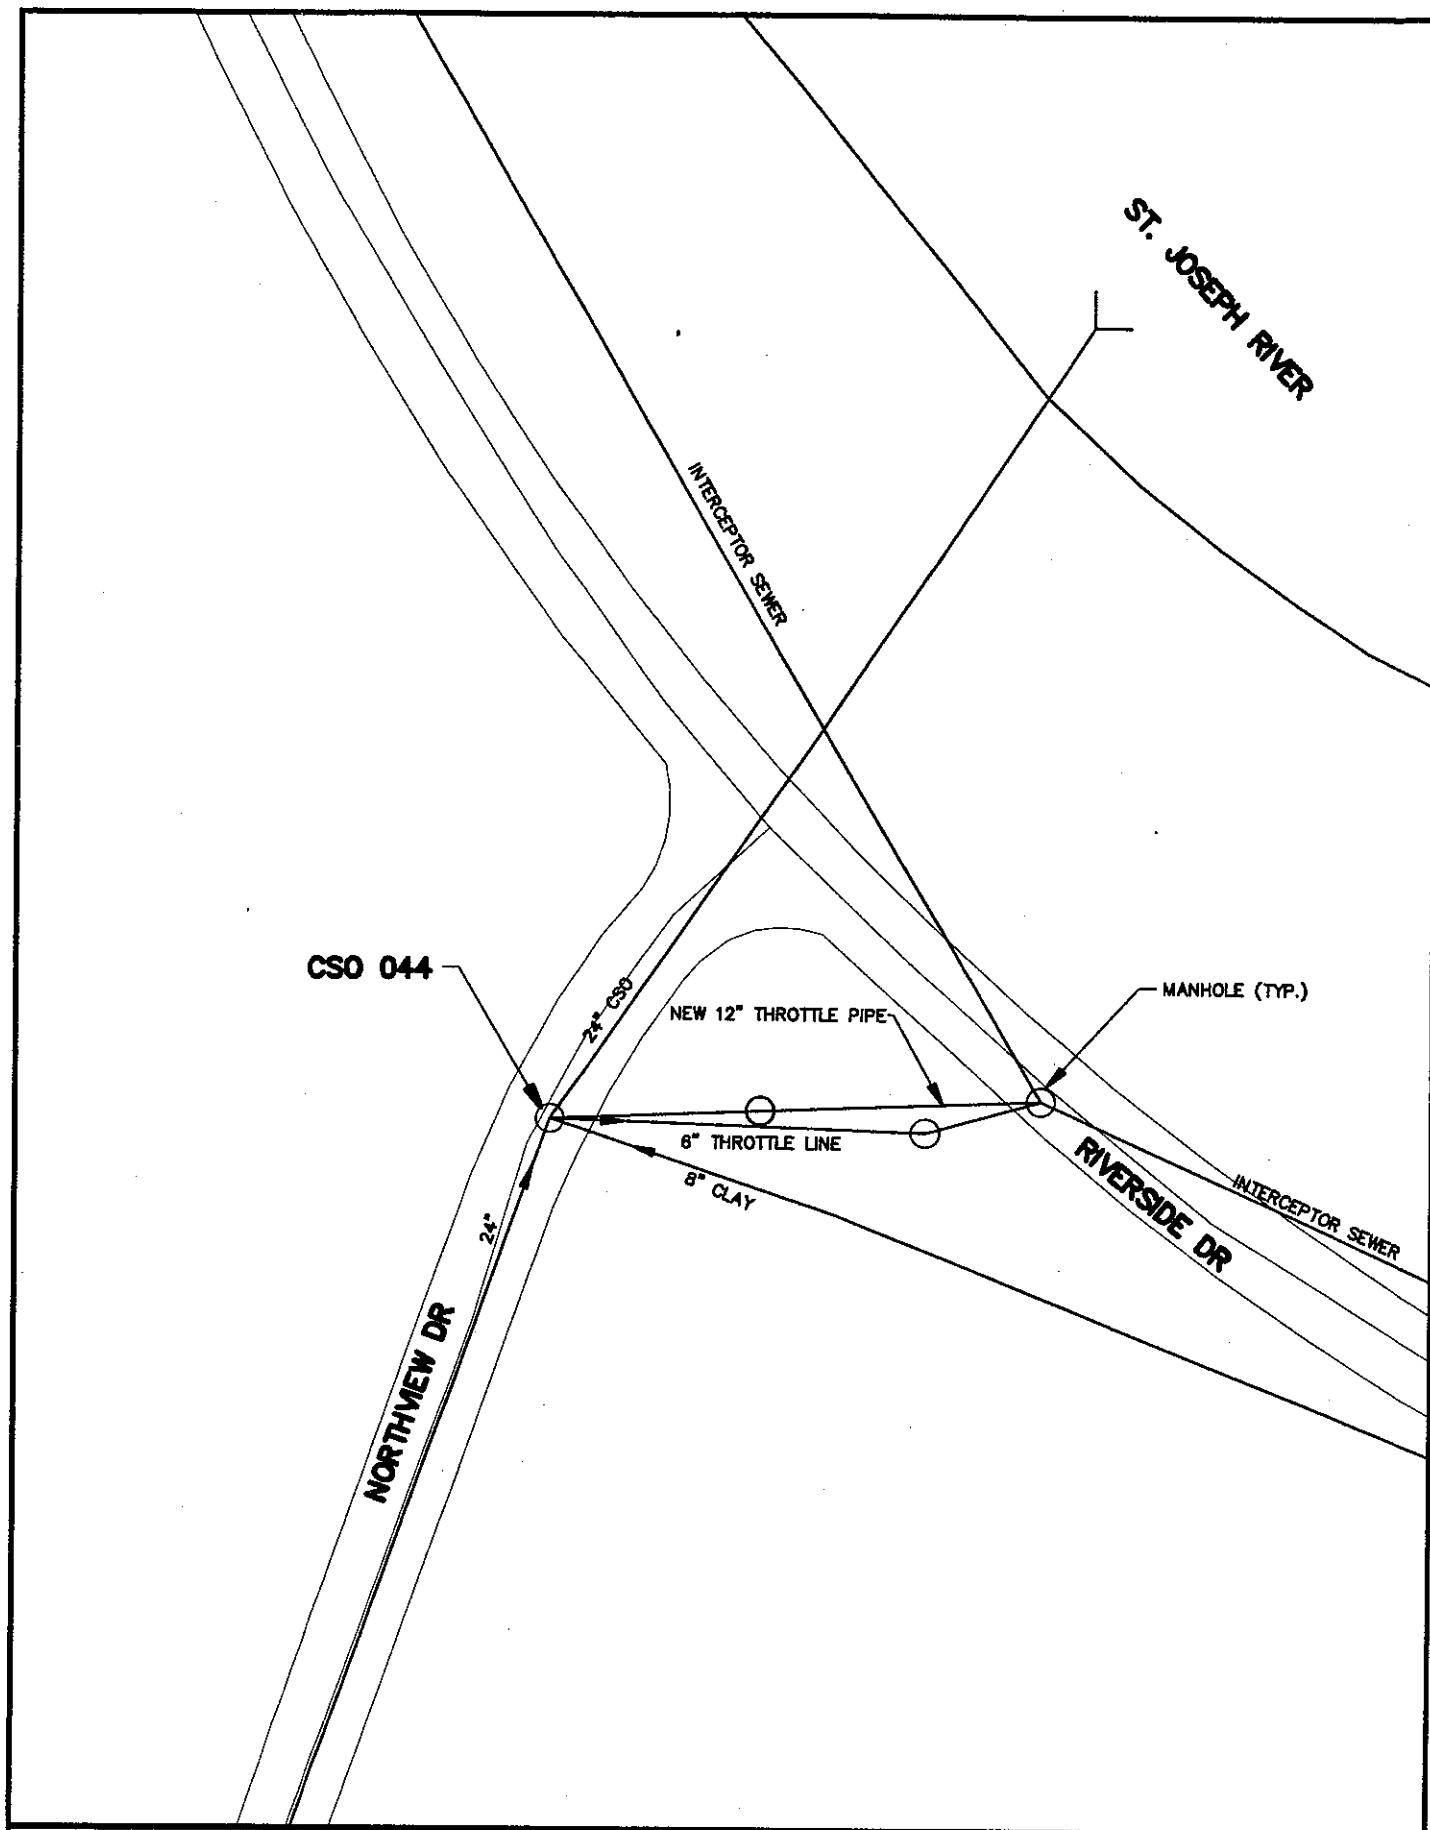 ST. JOSEPH RIVER
INTERCEPTOR SEWER
CSO 044
24" CSO
NEW 12" THROTTLE PIPE
MANHOLE (TYP.)
6" THROTTLE LINE
8" CLAY
RIVERSIDE DR
INTERCEPTOR SEWER
24"
NORTHVIEW DR